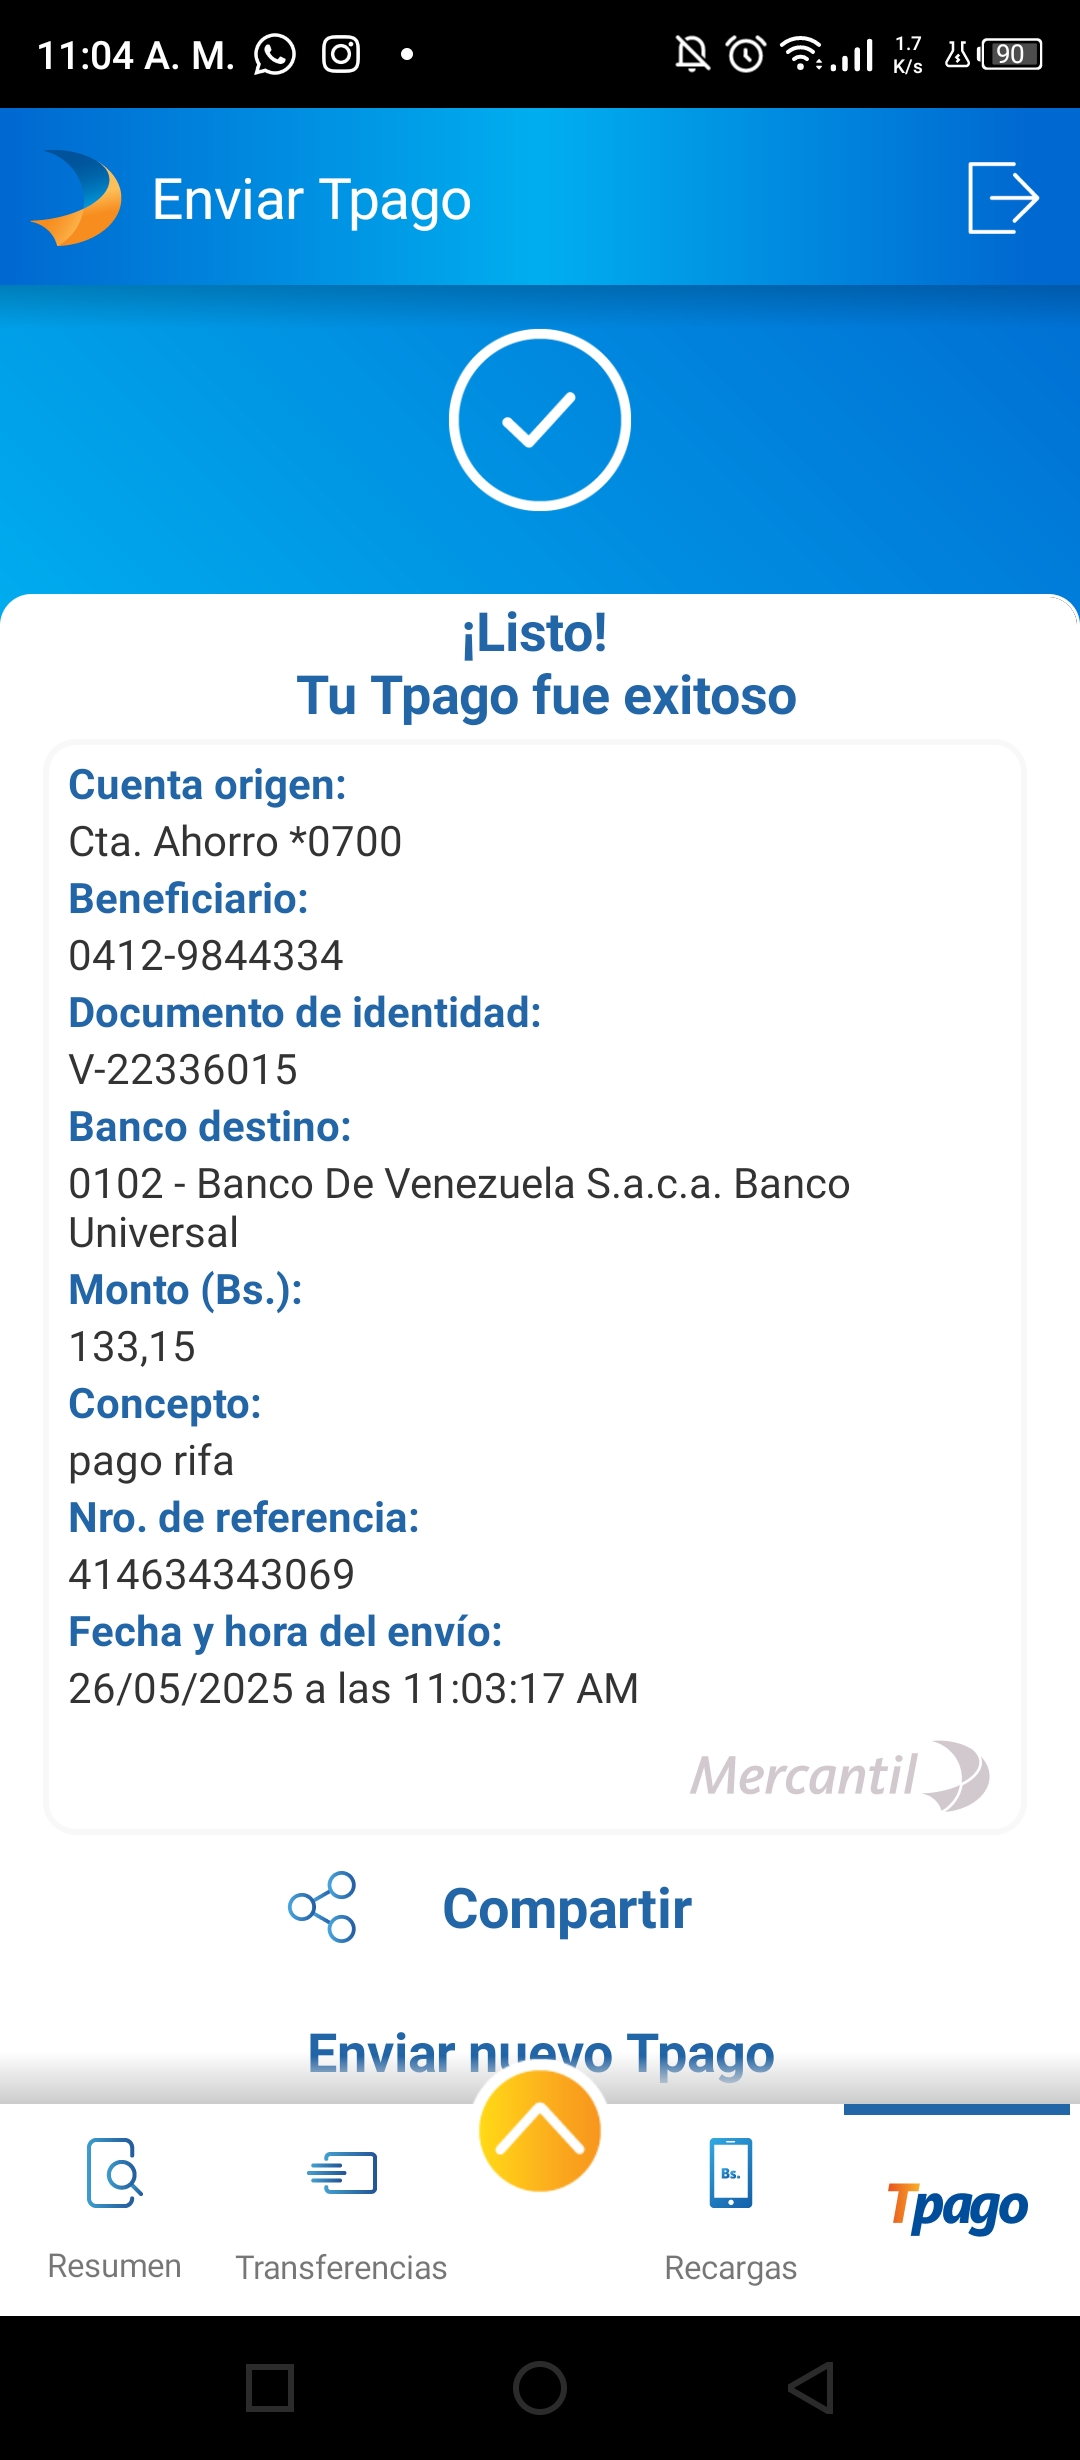 11:04 A. M.
1.7
K/s
90
Enviar Tpago
¡Listo!
Tu Tpago fue exitoso
Cuenta origen:
Cta. Ahorro *0700
Beneficiario:
0412-9844334
Documento de identidad:
V-22336015
Banco destino:
0102 - Banco De Venezuela S.a.c.a. Banco
Universal
Monto (Bs.):
133,15
Concepto:
pago rifa
Nro. de referencia:
414634343069
Fecha y hora del envío:
26/05/2025 a las 11:03:17 AM
Mercantil
Compartir
Enviar nuevo Tpago
Bs.
Tpago
Resumen
Transferencias
Recargas